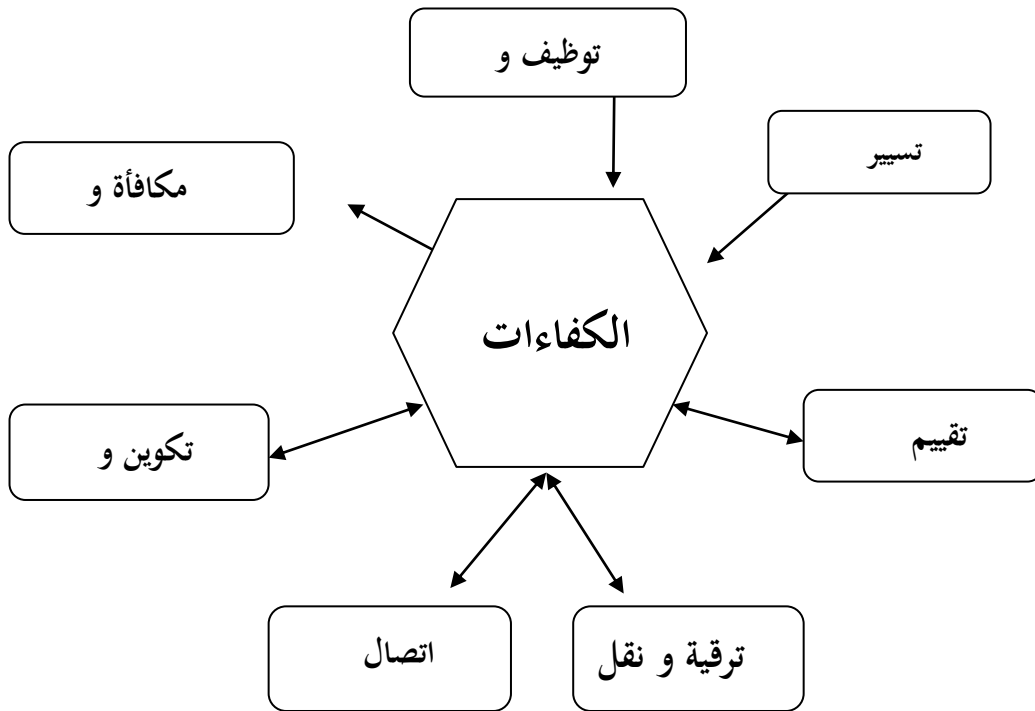 توظيف و
تسيير
مكافأة و
الكفاءات
تقييم
تكوين و
ترقية و نقل
اتصال